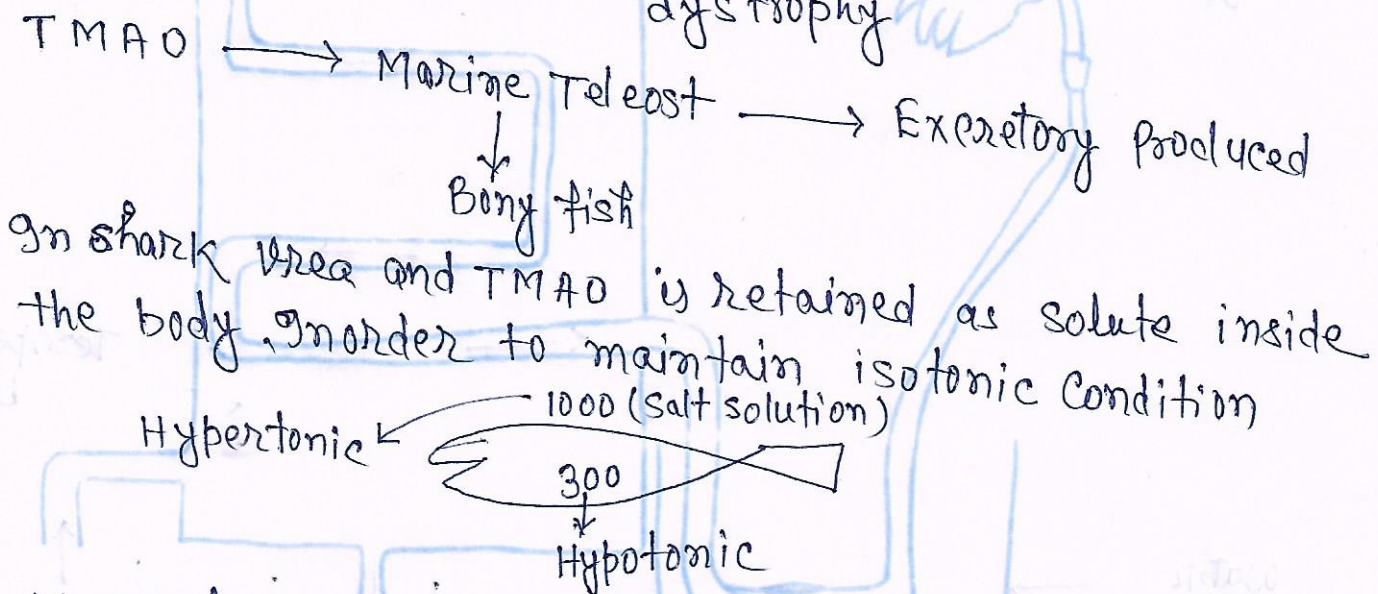 dystrophy
TMAO → Marine Teleost → Excretory Produced
↓
Bony fish
In shark Urea and TMAO is retained as solute inside
the body. Inorder to maintain isotonic Condition
1000 (Salt solution)
Hypertonic
300
↓
Hypotonic